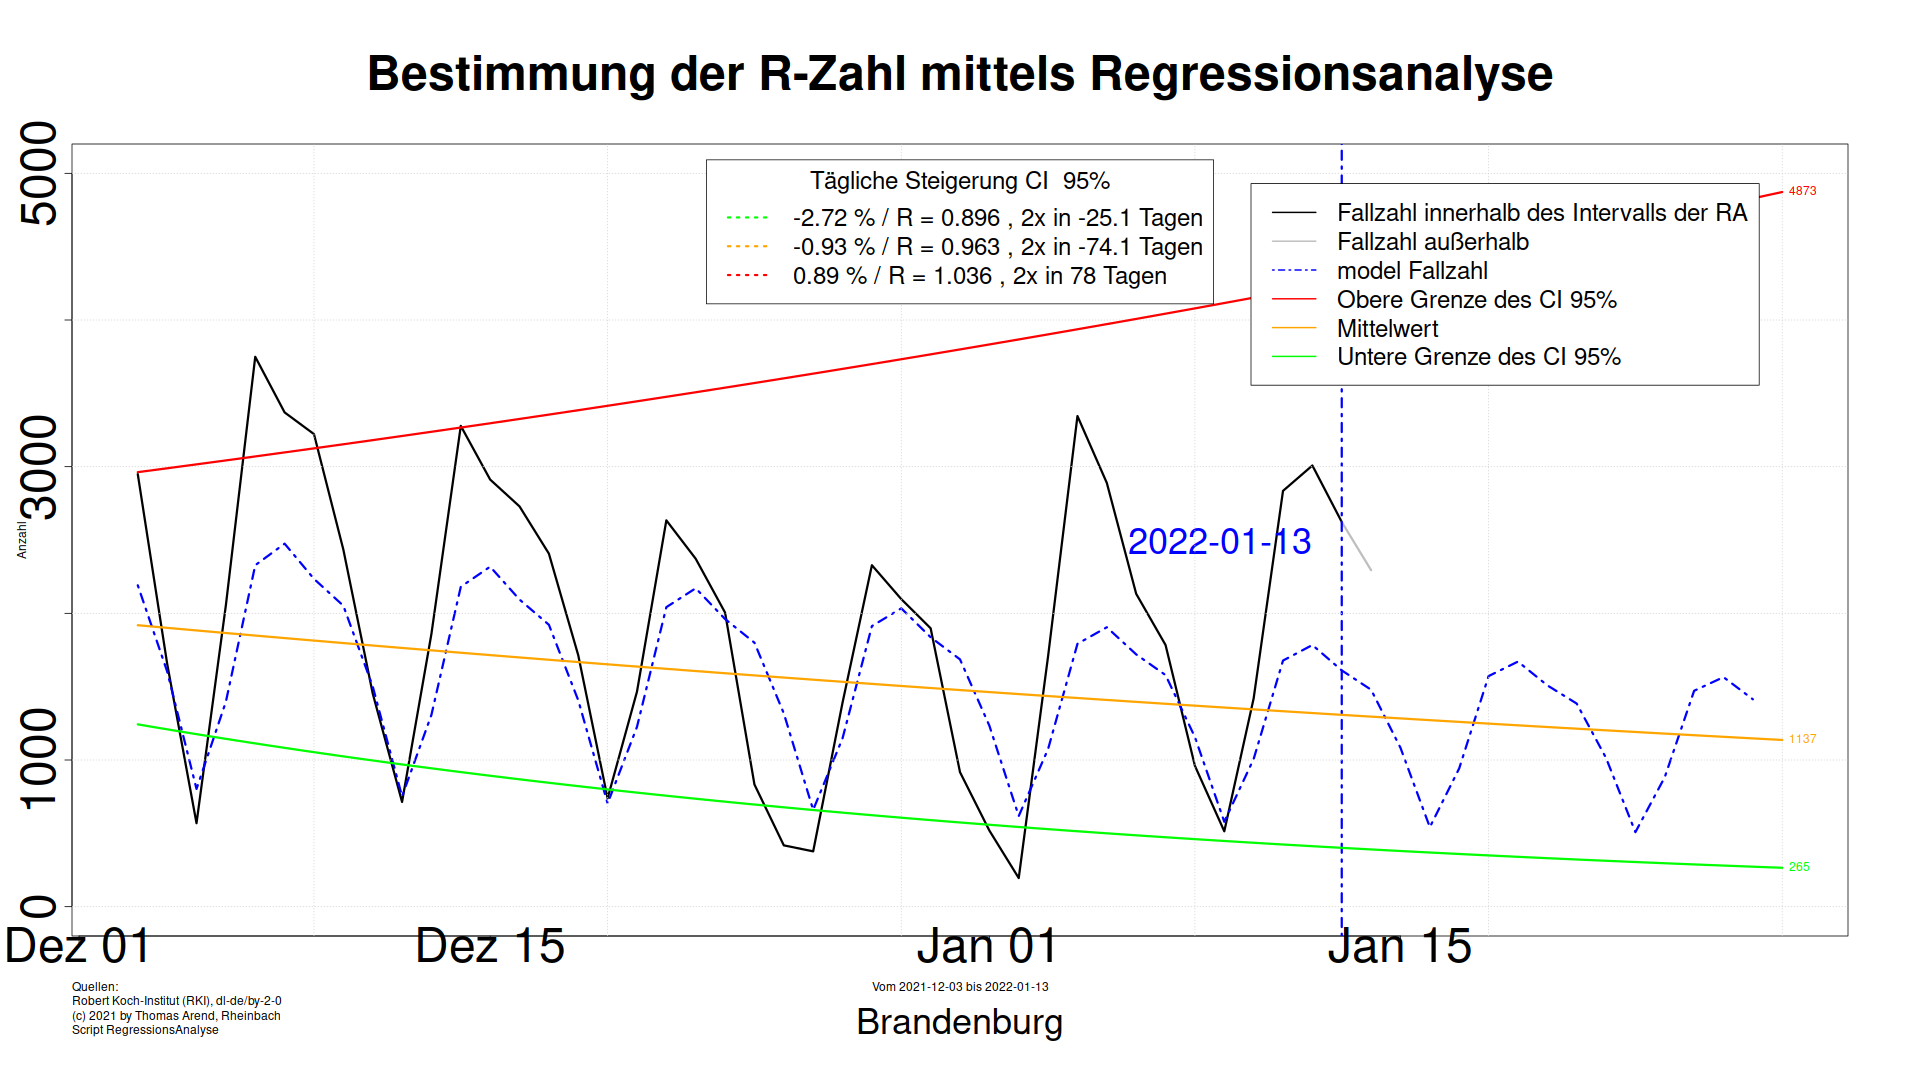 Bestimmung der R-Zahl mittels Regressionsanalyse
Tägliche Steigerung CI  95%
-2.72 % / R = 0.896 , 2x in -25.1 Tagen
-0.93 % / R = 0.963 , 2x in -74.1 Tagen
0.89 % / R = 1.036 , 2x in 78 Tagen
Fallzahl innerhalb des Intervalls der RA
Fallzahl außerhalb
model Fallzahl
Obere Grenze des CI 95%
Mittelwert
Untere Grenze des CI 95%
4873
1137
265
2022-01-13
Anzahl
5000
3000
1000
0
Dez 01
Dez 15
Jan 01
Jan 15
Quellen:
Robert Koch-Institut (RKI), dl-de/by-2-0
(c) 2021 by Thomas Arend, Rheinbach
Script RegressionsAnalyse
Vom 2021-12-03 bis 2022-01-13
Brandenburg